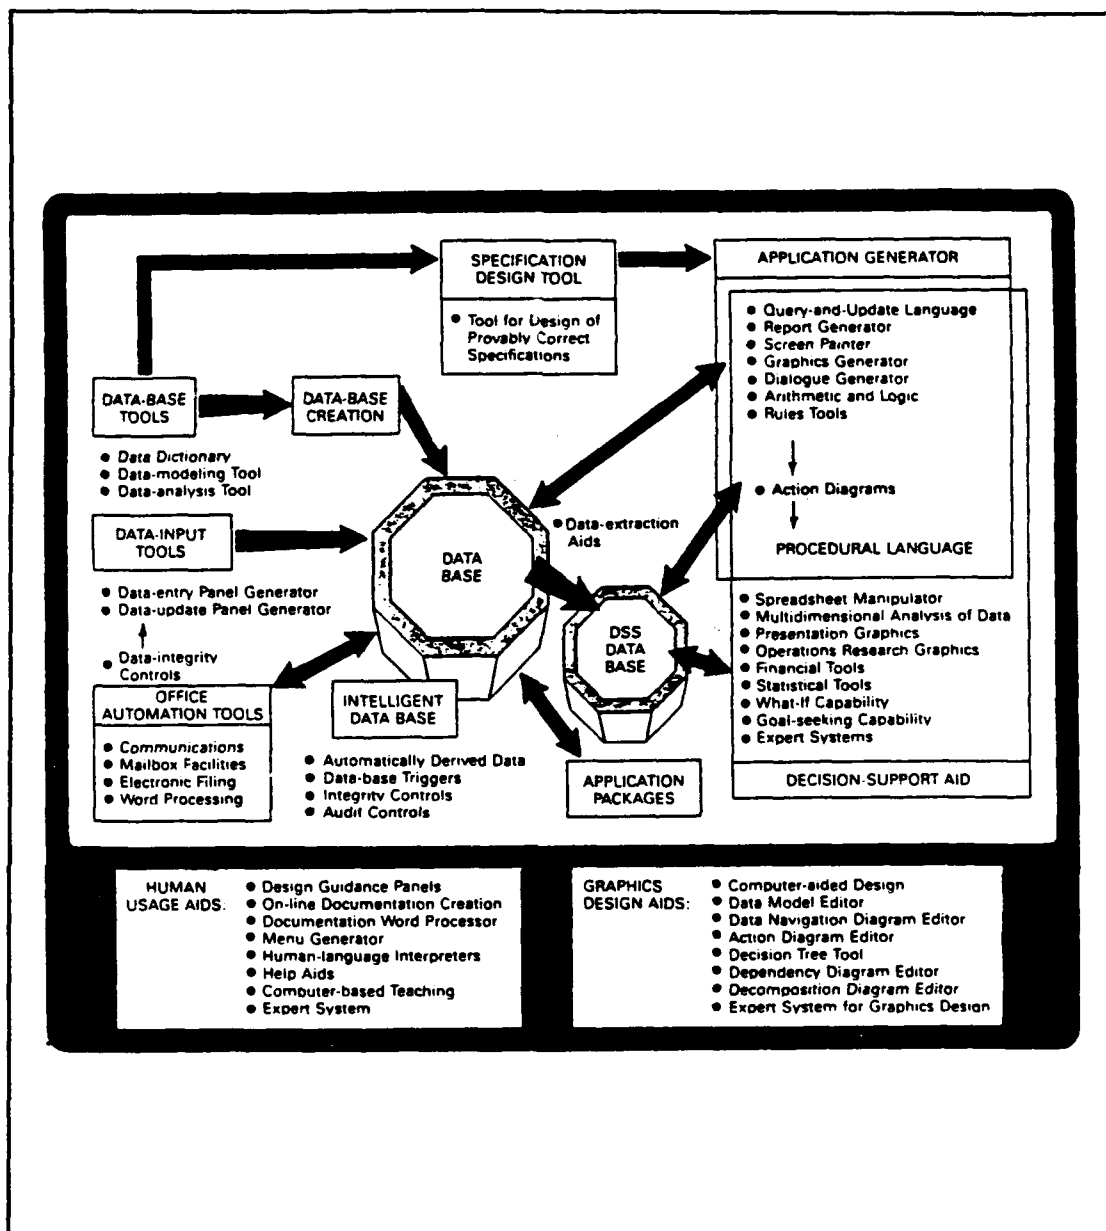 SPECIFICATION
DESIGN TOOL
● Tool for Design of
Provably Correct
Specifications
APPLICATION GENERATOR
● Query-and-Update Language
● Report Generator
● Screen Painter
● Graphics Generator
● Dialogue Generator
● Arithmetic and Logic
● Rules Tools
● Action Diagrams
PROCEDURAL LANGUAGE
DATA-BASE
TOOLS
● Data Dictionary
● Data-modeling Tool
● Data-analysis Tool
DATA-BASE
CREATION
DATA-INPUT
TOOLS
● Data-entry Panel Generator
● Data-update Panel Generator
● Data-integrity
Controls
DATA
BASE
● Data-extraction
Aids
DSS
DATA
BASE
● Spreadsheet Manipulator
● Multidimensional Analysis of Data
● Presentation Graphics
● Operations Research Graphics
● Financial Tools
● Statistical Tools
● What-If Capability
● Goal-seeking Capability
● Expert Systems
DECISION-SUPPORT AID
OFFICE
AUTOMATION TOOLS
● Communications
● Mailbox Facilities
● Electronic Filing
● Word Processing
INTELLIGENT
DATA BASE
● Automatically Derived Data
● Data-base Triggers
● Integrity Controls
● Audit Controls
APPLICATION
PACKAGES
HUMAN
USAGE AIDS:
● Design Guidance Panels
● On-line Documentation Creation
● Documentation Word Processor
● Menu Generator
● Human-language Interpreters
● Help Aids
● Computer-based Teaching
● Expert System
GRAPHICS
DESIGN AIDS:
● Computer-aided Design
● Data Model Editor
● Data Navigation Diagram Editor
● Action Diagram Editor
● Decision Tree Tool
● Dependency Diagram Editor
● Decomposition Diagram Editor
● Expert System for Graphics Design